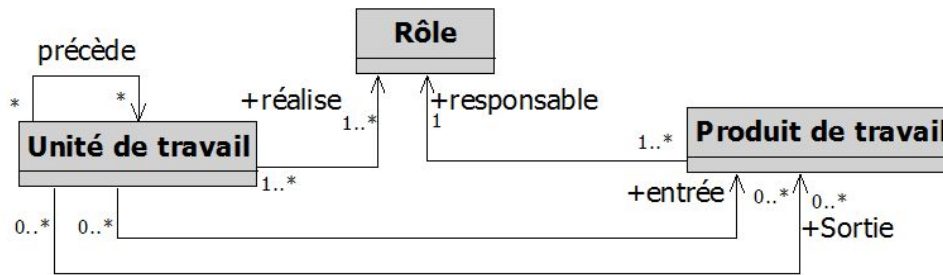 Rôle
précède
*
*
+réalise
1..*
+responsable
1
Unité de travail
1..*
1..*
Produit de travail
+entrée
0..*
0..*
0..*
0..*
+Sortie